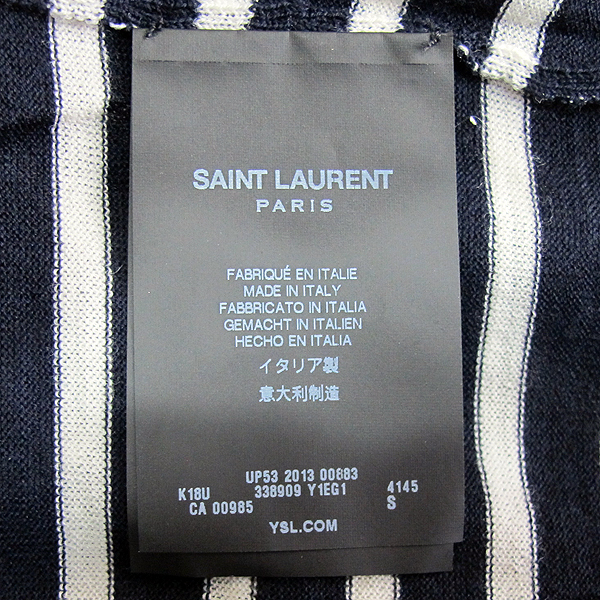 SAINT LAURENT
PARIS
FABRIQUÉ EN ITALIE
MADE IN ITALY
FABBRICATO IN ITALIA
GEMACHT IN ITALIEN
HECHO EN ITALIA
イタリア製
意大利制造
UP53 2013 00883
K18U 338909 Y1EG1 4145
CA 00985 S
YSL.COM